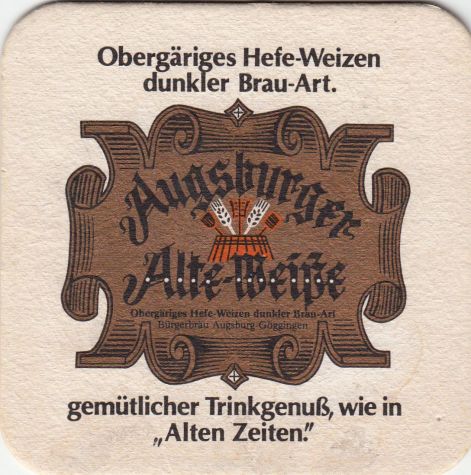 Obergäriges Hefe-Weizen
dunkler Brau-Art.
Augsburger
Alte-Weiße
Obergäriges Hefe-Weizen dunkler Brau-Art
Bürgerbräu Augsburg-Göggingen
gemütlicher Trinkgenuß, wie in
„Alten Zeiten."